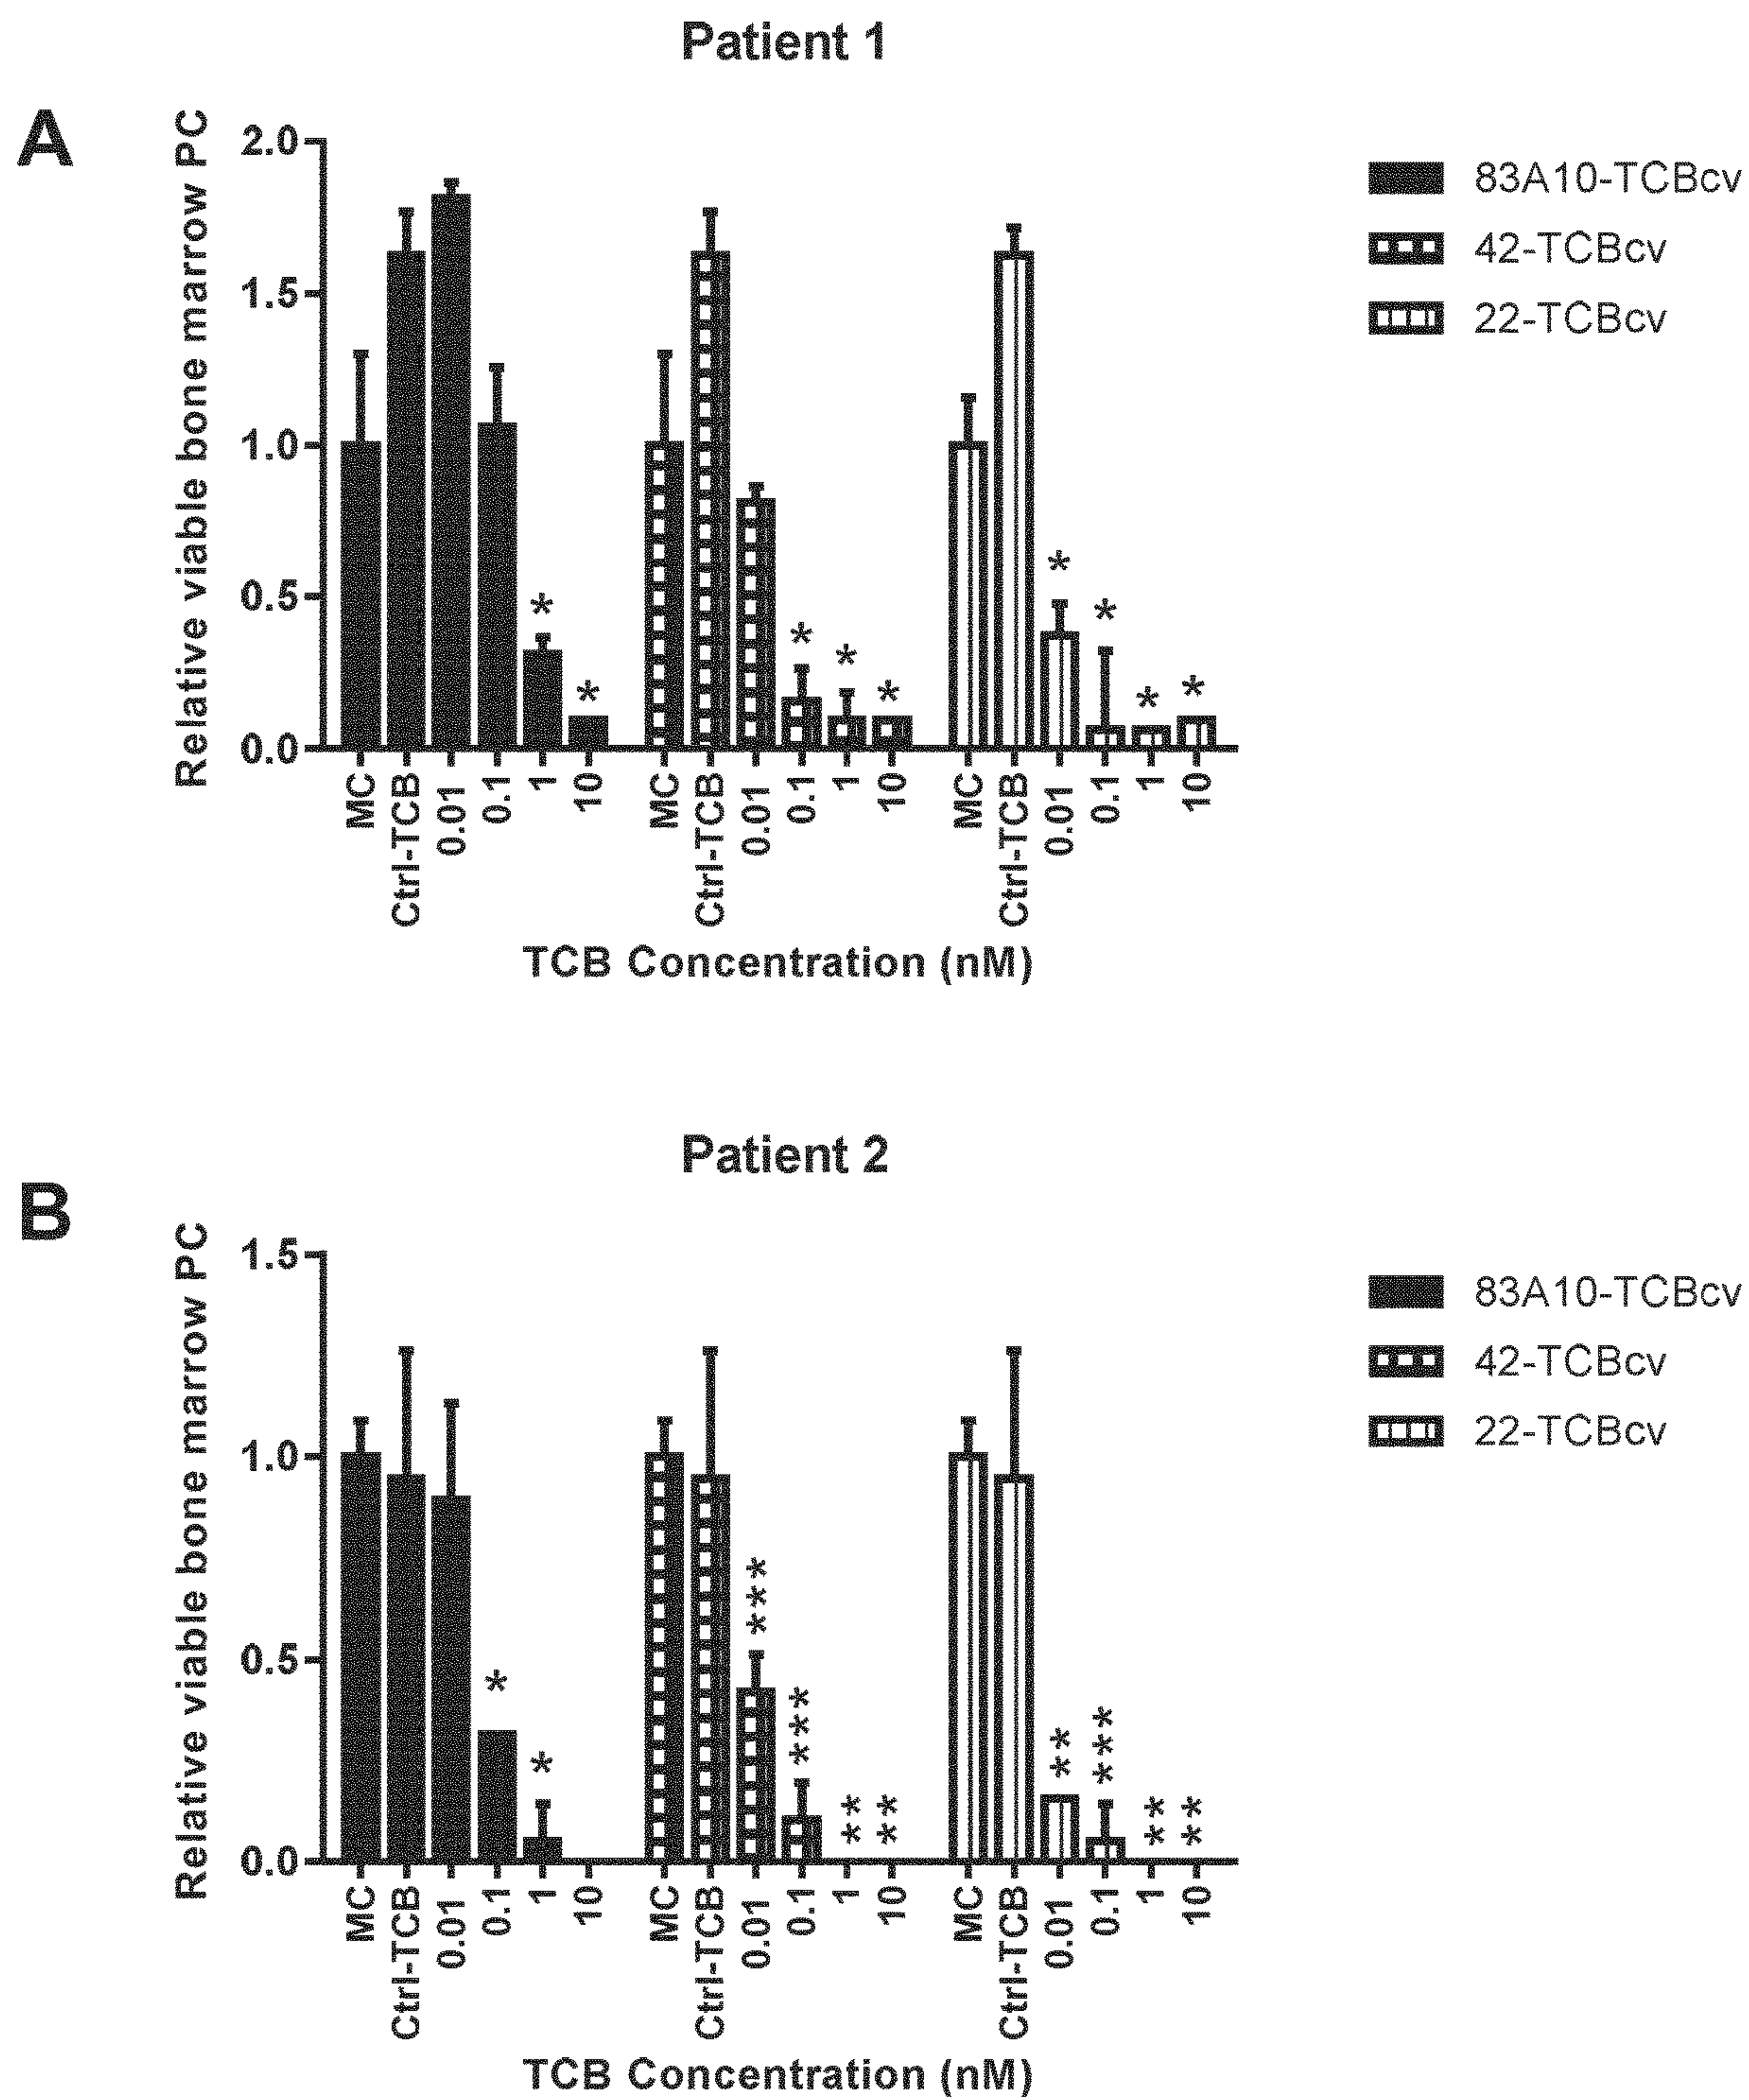 Patient 1
A
Relative viable bone marrow PC
2.0
1.5
1.0
0.5
0.0
* * * * * * * * *
MC Ctrl-TCB 0.01 0.1 1 10 MC Ctrl-TCB 0.01 0.1 1 10 MC Ctrl-TCB 0.01 0.1 1 10
TCB Concentration (nM)
83A10-TCBcv
42-TCBcv
22-TCBcv
Patient 2
B
Relative viable bone marrow PC
1.5
1.0
0.5
0.0
* * *** *** ** ** ** *** ** **
MC Ctrl-TCB 0.01 0.1 1 10 MC Ctrl-TCB 0.01 0.1 1 10 MC Ctrl-TCB 0.01 0.1 1 10
TCB Concentration (nM)
83A10-TCBcv
42-TCBcv
22-TCBcv